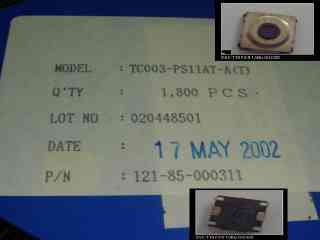 MODEL : TC003-PS11AT-A(T)
Q'TY : 1,800 PCS.
LOT NO : 020448501
DATE : 17 MAY 2002
P/N : 121-85-000311